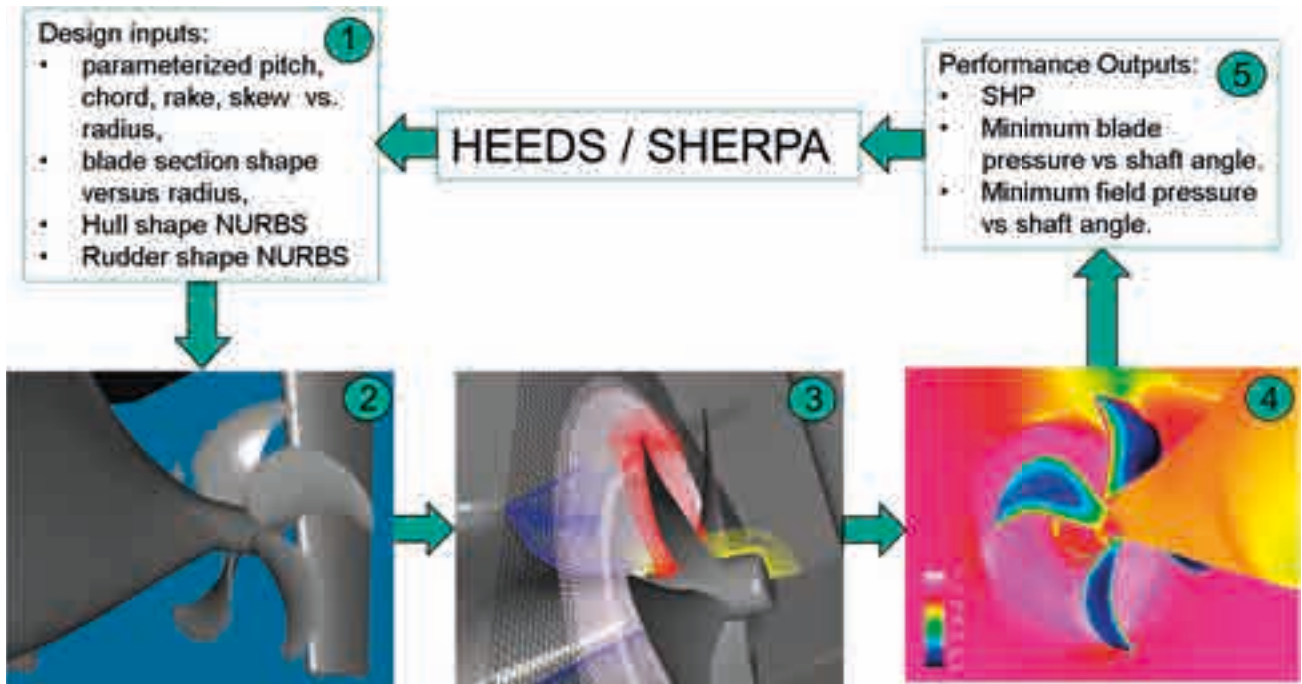 Design inputs:
1
• parameterized pitch,
chord, rake, skew vs.
radius,
• blade section shape
versus radius,
• Hull shape NURBS
• Rudder shape NURBS
HEEDS / SHERPA
Performance Outputs:
5
• SHP
• Minimum blade
pressure vs shaft angle.
• Minimum field pressure
vs shaft angle.
2
3
4